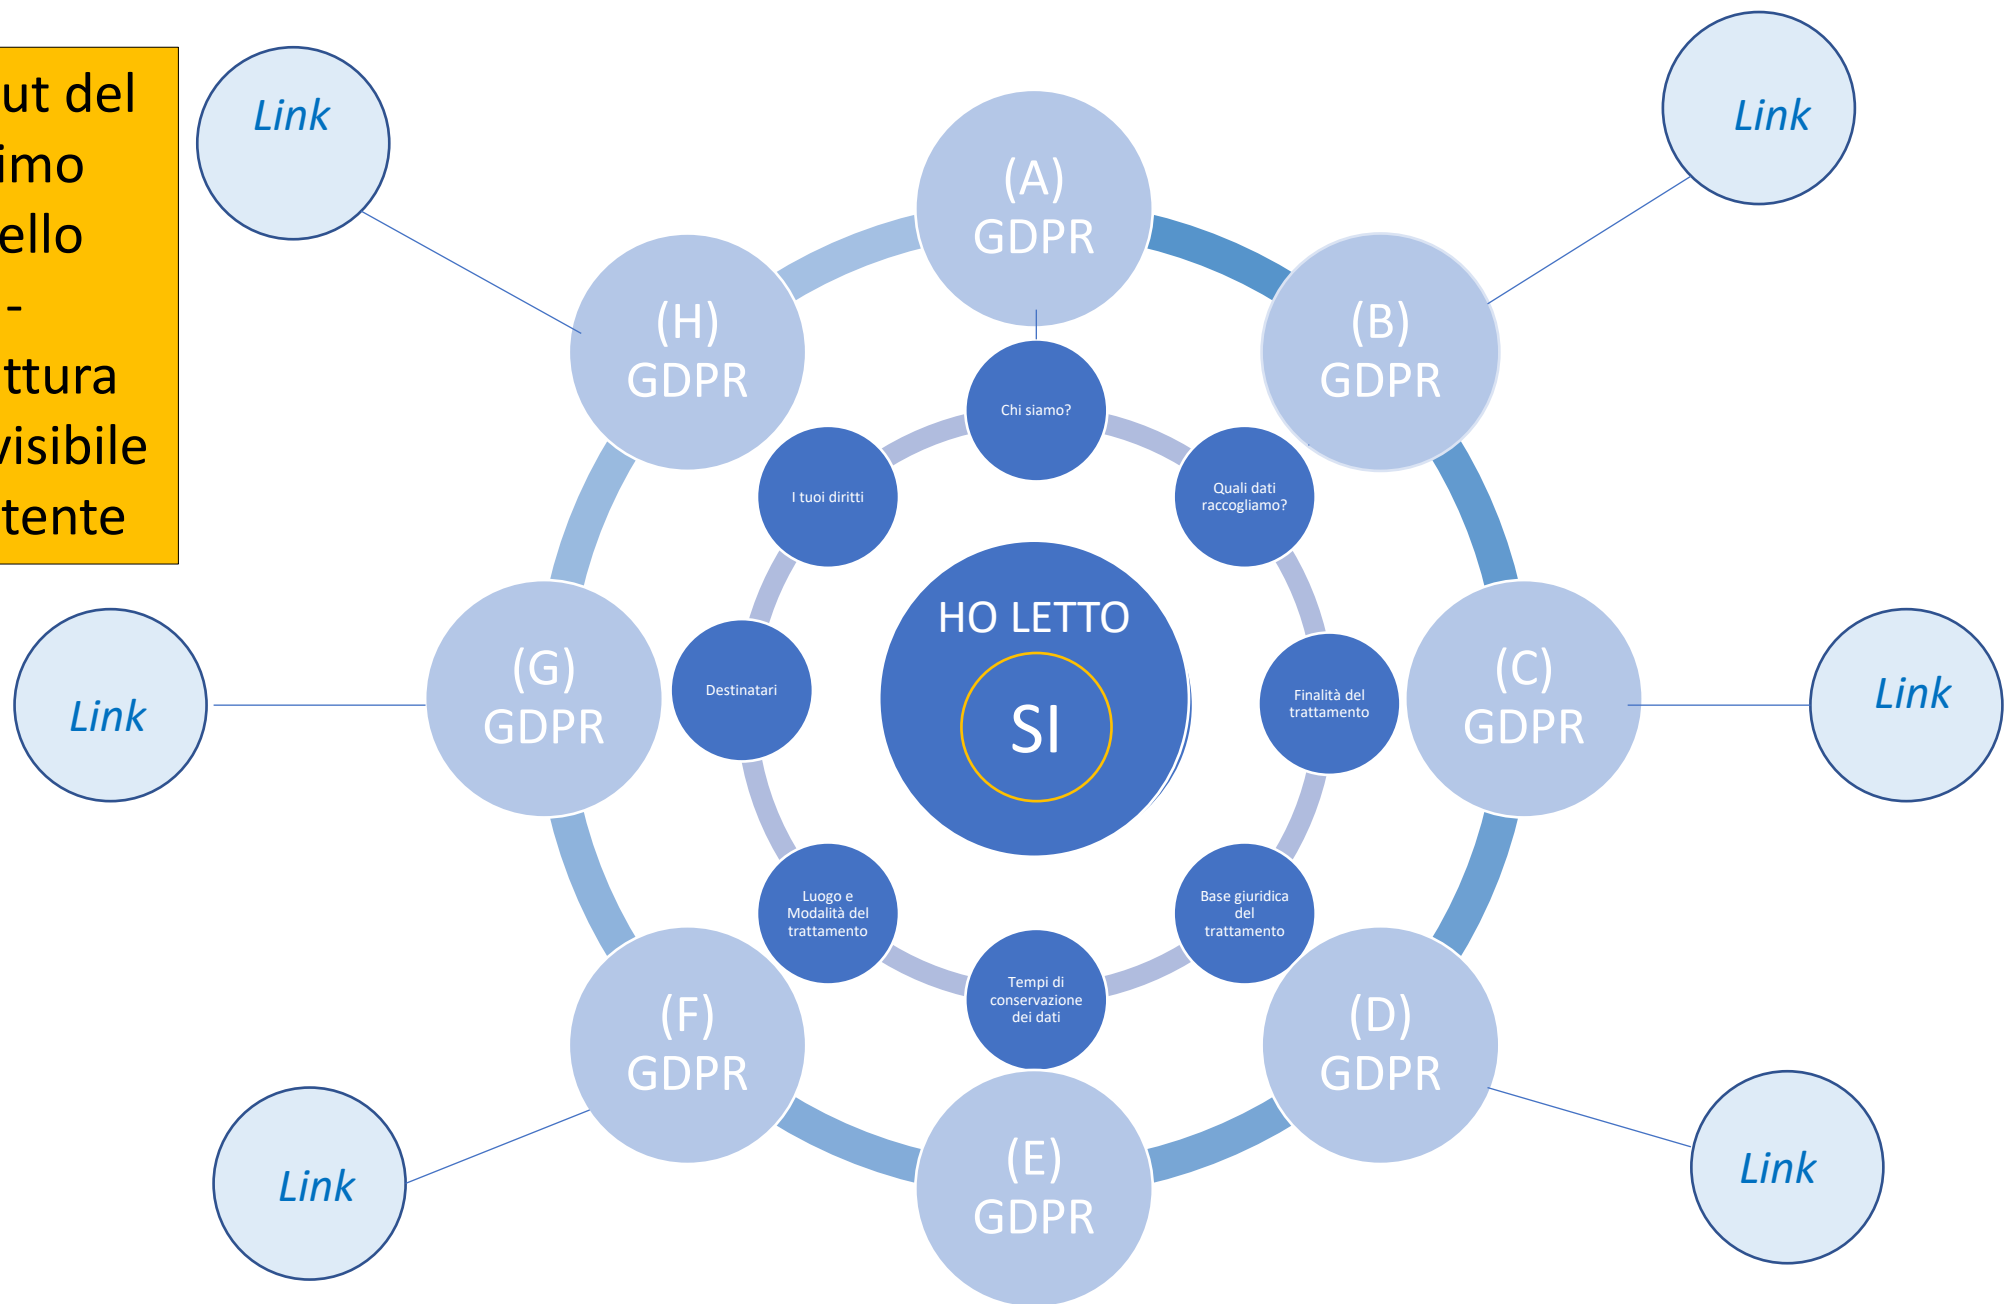 ut del
imo
ello
-
ttura
visibile
tente
Link
Link
(A)
GDPR
(H)
GDPR
(B)
GDPR
Chi siamo?
I tuoi diritti
Quali dati
raccogliamo?
HO LETTO
SI
(G)
GDPR
Destinatari
Finalità del
trattamento
(C)
GDPR
Link
Link
Luogo e
Modalità del
trattamento
Base giuridica
del
trattamento
Tempi di
conservazione
dei dati
(F)
GDPR
(D)
GDPR
(E)
GDPR
Link
Link